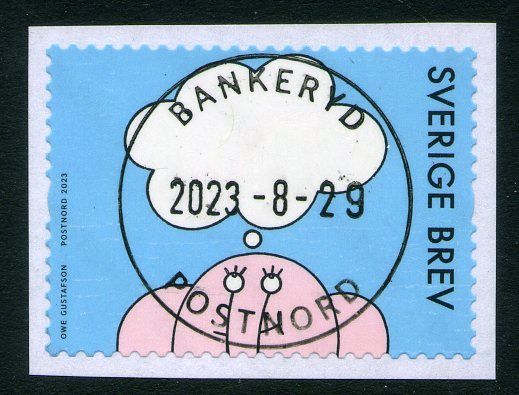 BANKERYD
2023-8-29
POSTNORD
SVERIGE BREV
OWE GUSTAFSON POSTNORD 2023